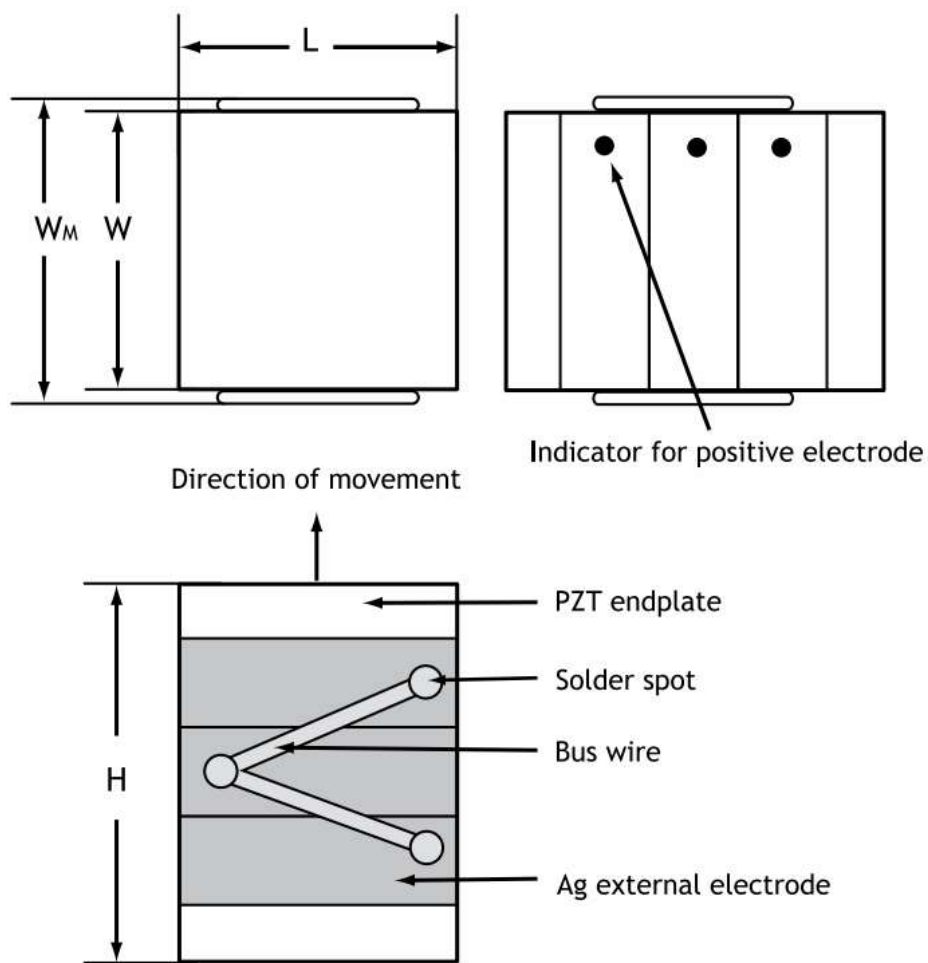 L
WM
W
Indicator for positive electrode
Direction of movement
PZT endplate
Solder spot
H
Bus wire
Ag external electrode